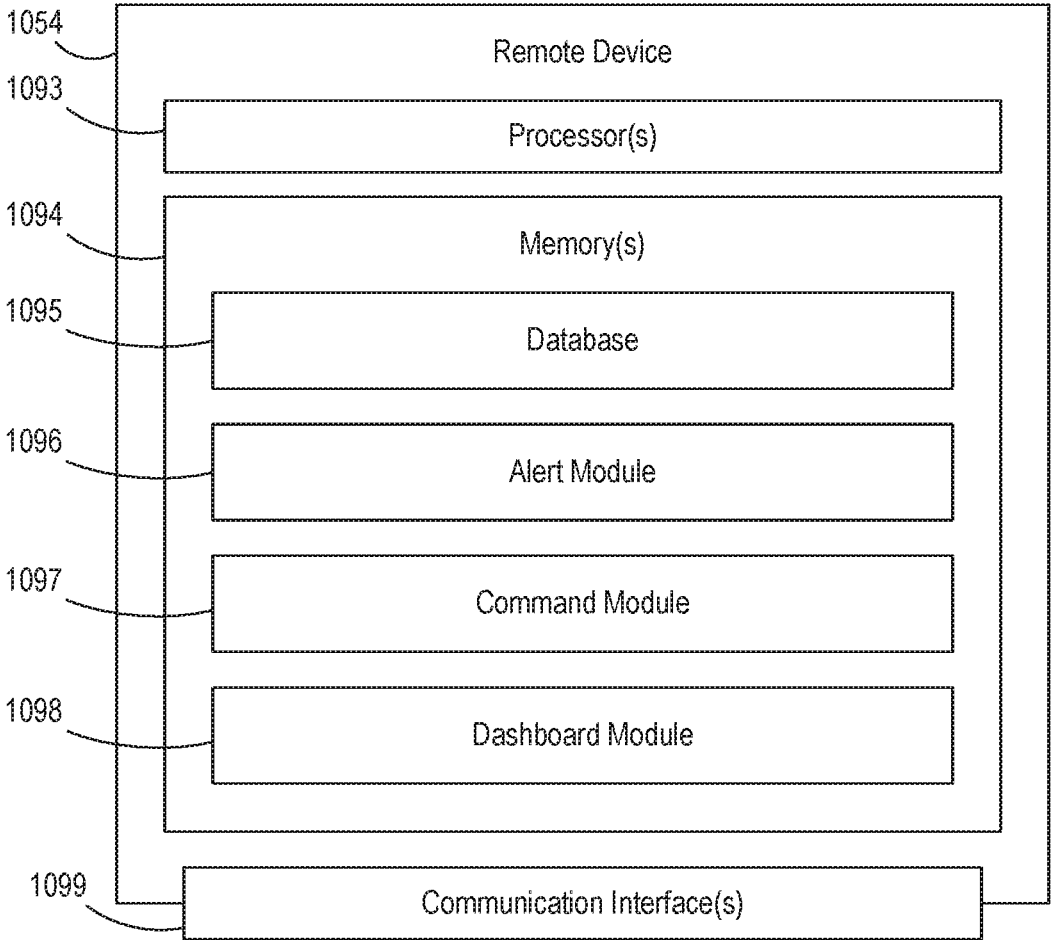 1054
Remote Device
1093
Processor(s)
1094
Memory(s)
1095
Database
1096
Alert Module
1097
Command Module
1098
Dashboard Module
1099
Communication Interface(s)